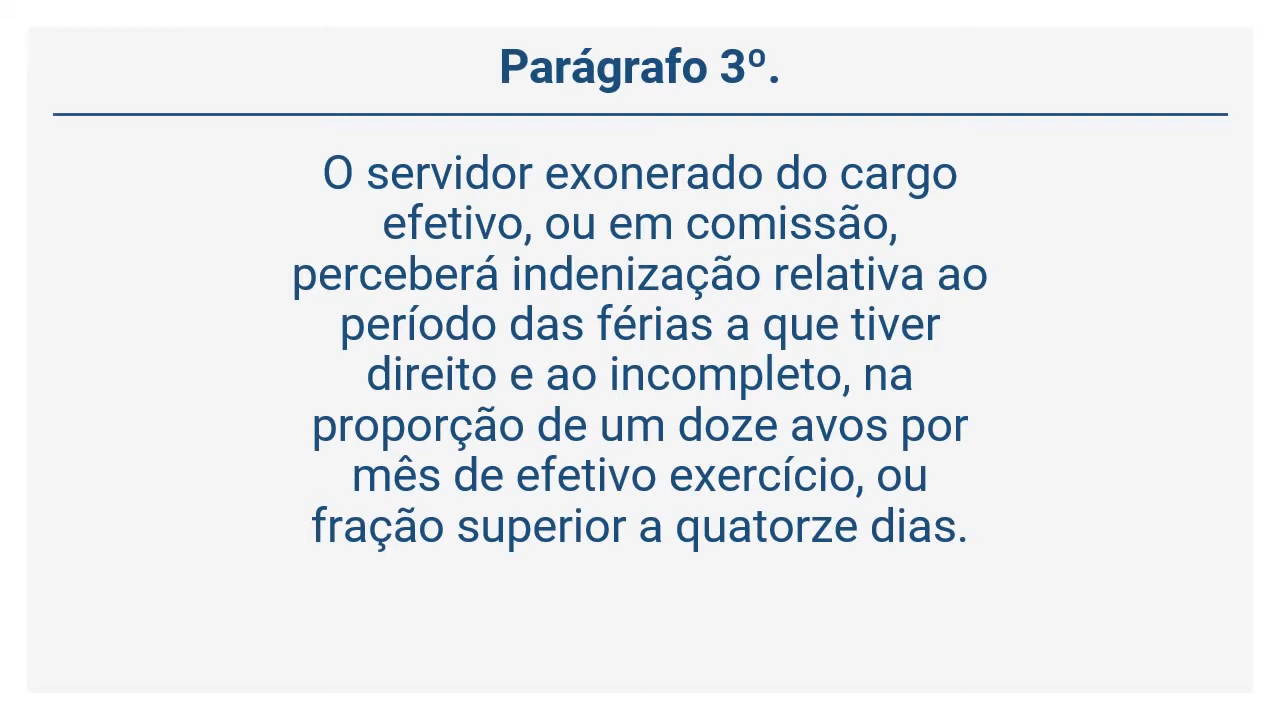 Parágrafo 3º.
O servidor exonerado do cargo
efetivo, ou em comissão,
perceberá indenização relativa ao
período das férias a que tiver
direito e ao incompleto, na
proporção de um doze avos por
mês de efetivo exercício, ou
fração superior a quatorze dias.